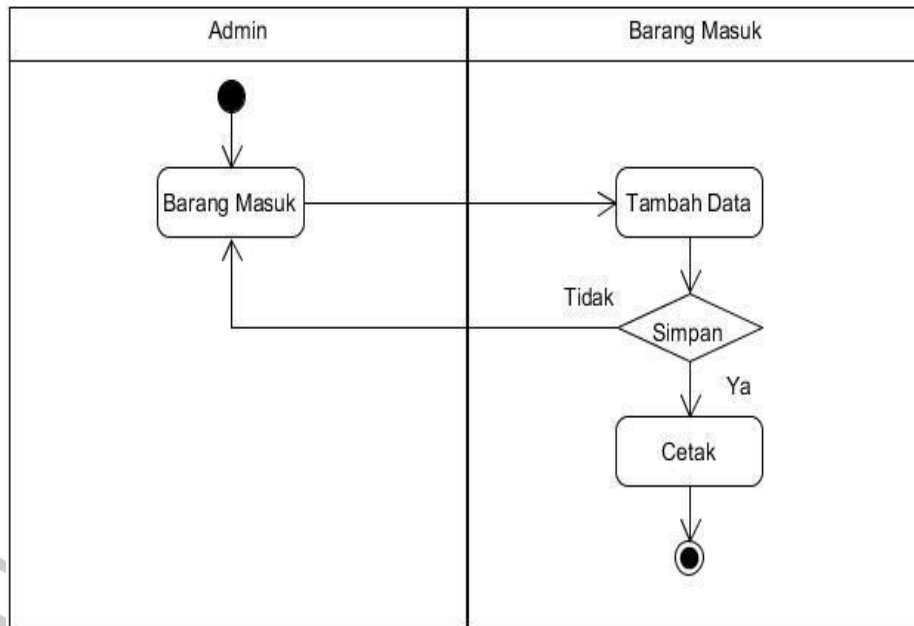 Admin
Barang Masuk
Barang Masuk
Tambah Data
Tidak
Simpan
Ya
Cetak